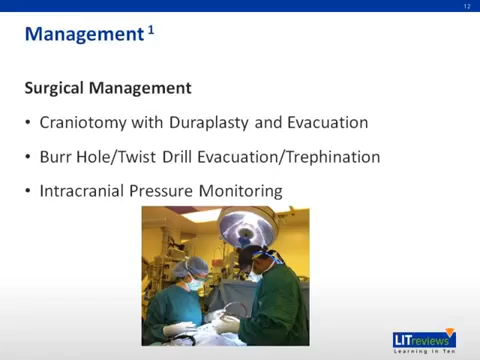 12
Management 1
Surgical Management
• Craniotomy with Duraplasty and Evacuation
• Burr Hole/Twist Drill Evacuation/Trephination
• Intracranial Pressure Monitoring
LITreviews
Learning in Ten